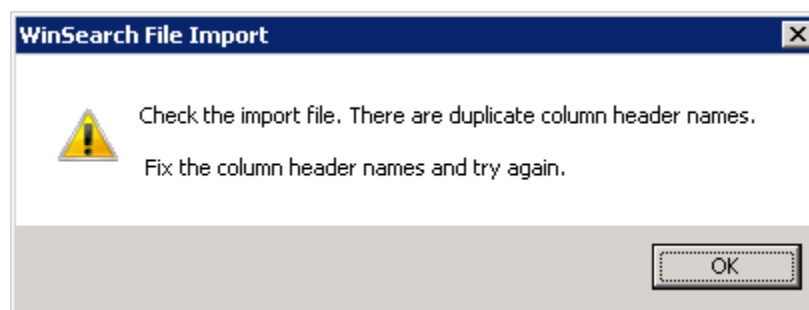 WinSearch File Import
Check the import file. There are duplicate column header names.
Fix the column header names and try again.
OK